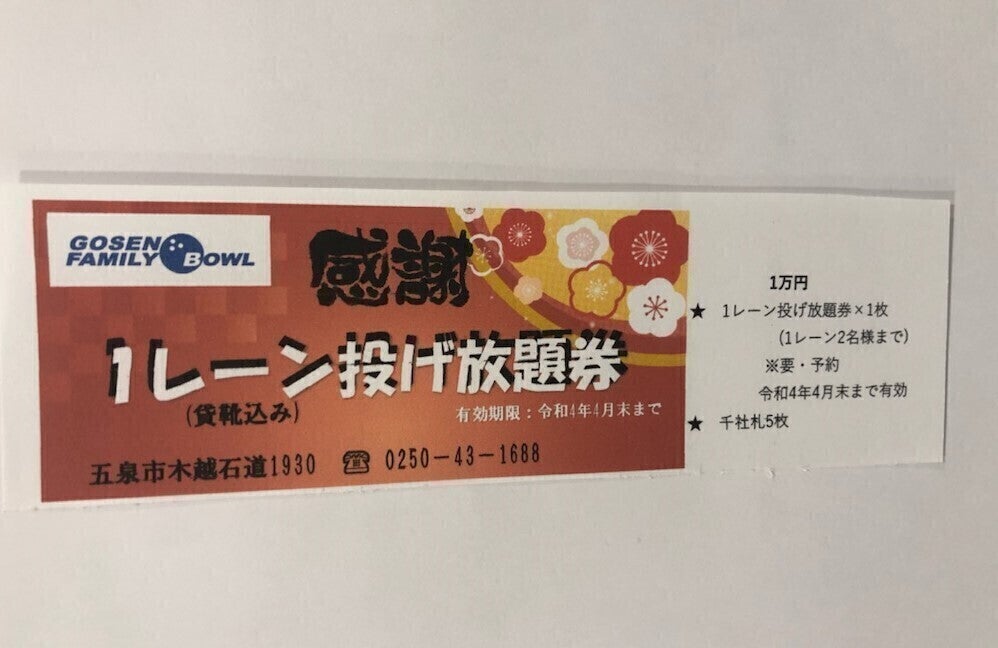 GOSEN
FAMILY BOWL
感謝
1レーン投げ放題券
(貸靴込み)
有効期限：令和4年4月末まで
五泉市木越石道1930 ☎ 0250-43-1688
1万円
★ 1レーン投げ放題券×1枚
(1レーン2名様まで)
※要・予約
令和4年4月末まで有効
★ 千社札5枚